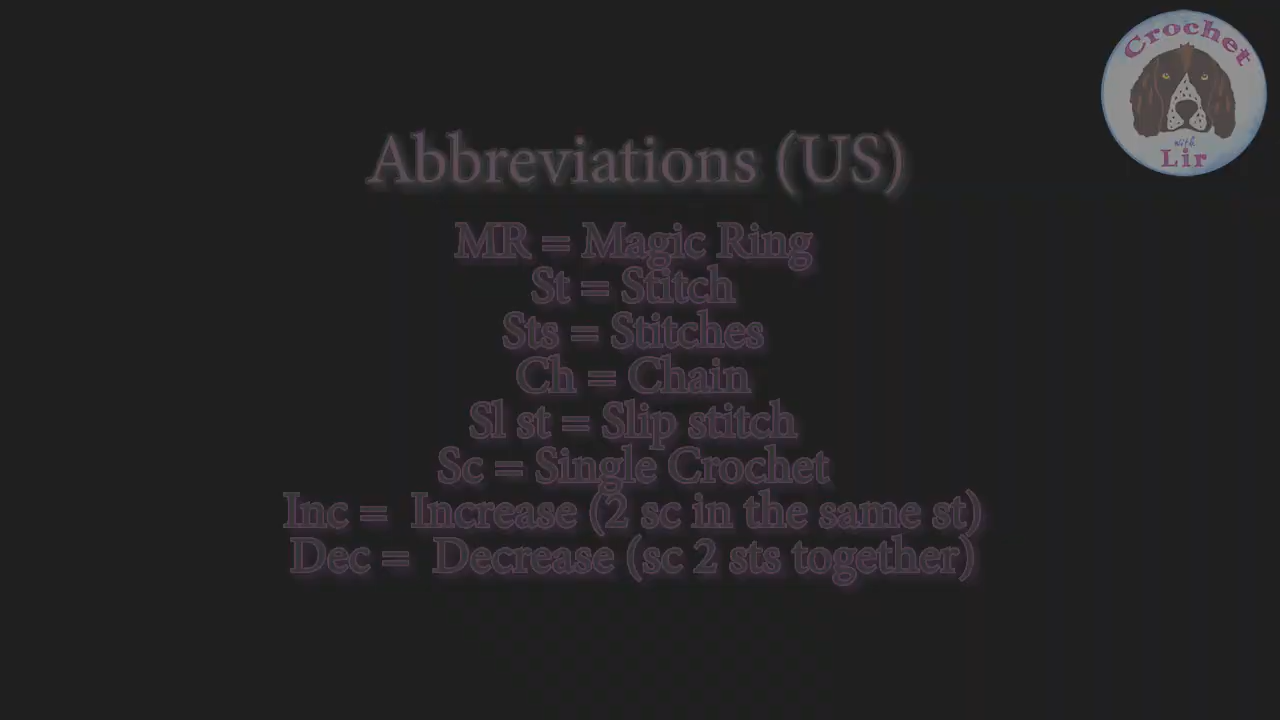 Crochet
with
Lir
Abbreviations (US)
MR = Magic Ring
St = Stitch
Sts = Stitches
Ch = Chain
Sl st = Slip stitch
Sc = Single Crochet
Inc = Increase (2 sc in the same st)
Dec = Decrease (sc 2 sts together)